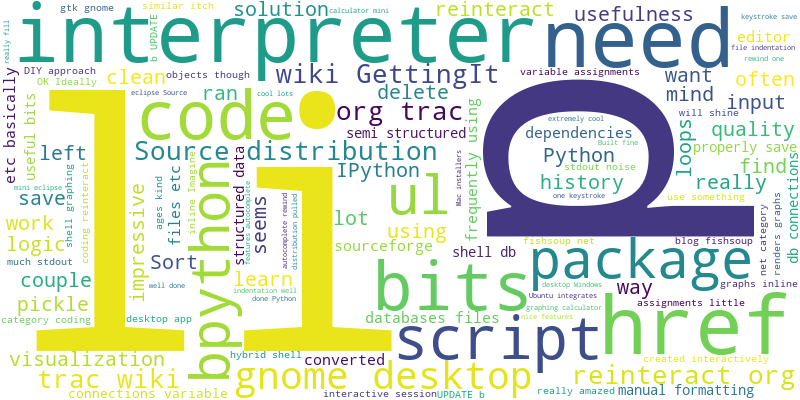 gtk gnome
similar itch
solution
calculator mini
reinteract
keystroke save
really fill
interpreter
b UPDATE
need
usefulness
editor
file indentation
remind one
DIY approach
OK Ideally
clean
objects though
wiki GettingIt
variable assignments
want
often
etc basically
useful bits
li
eclipse Source
ran
cool lots
code
delete
org trac
semi structured
p
mind
input
will shine
extremely cool
dependencies
Built fine
loops
quality
properly save
left
mini eclipse
Source distribution
IPython
Python
stdout noise
find
save
shell graphing
coding reinteract
impressive
ages kind
files etc
bpython
inline Imagine
structured data
features autocomplete
seems
autocomplete remind
distribution pulled
ul
history
one keystroke
Mac installers
frequently using
really
use something
work
logic
lot
using
sourceforge
fishsoup net
blog fishsoup
net category
renders graphs
db connections
much stdout
Sort
learn
shell db
package
couple
indentation well
well done
done Python
bits
desktop Windows
way
graphs inline
pickle
Ubuntu integrates
assignments little
category coding
desktop app
databases files
graphing calculator
nice features
script
href
visualization
hybrid shell
converted
created interactively
trac wiki
gnome desktop
reinteract org
connections variable
interactive session
UPDATE b
really amazed
manual formatting